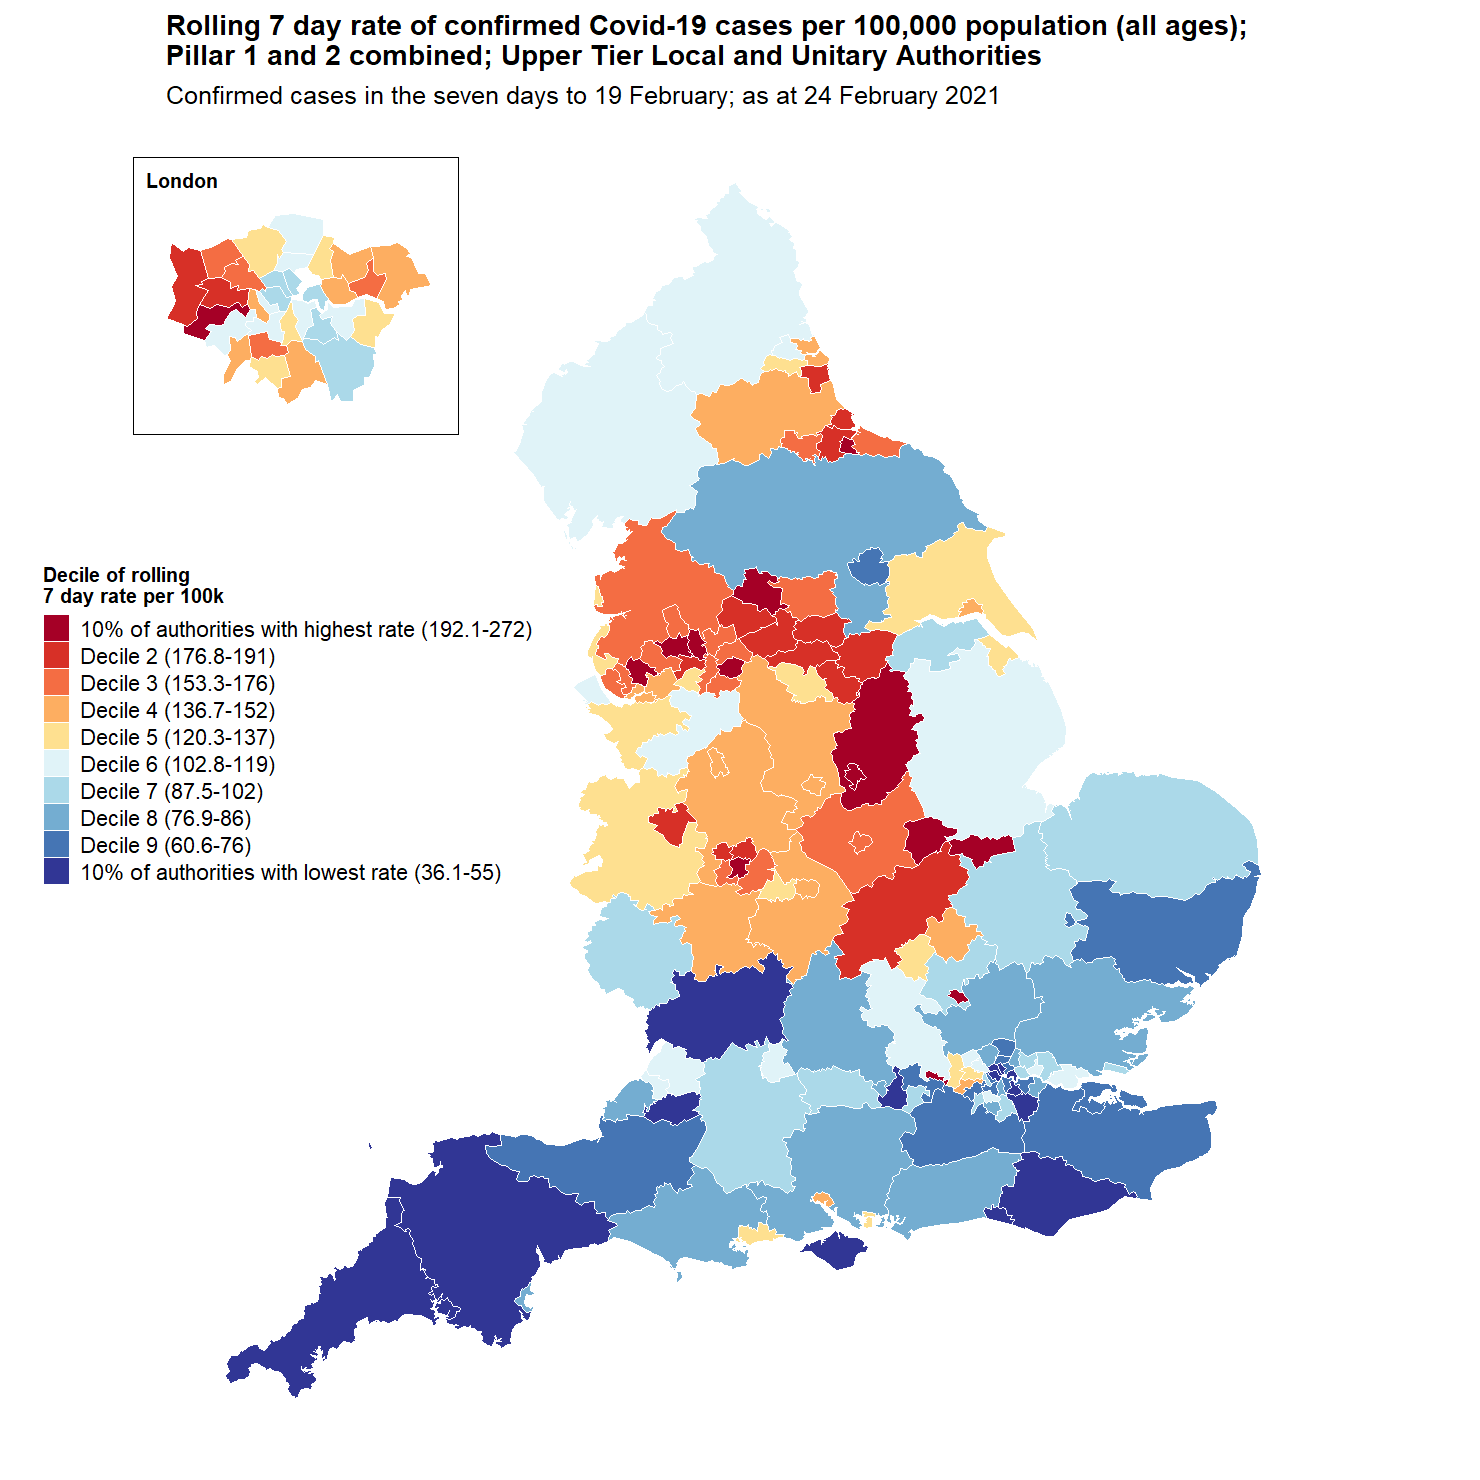 Rolling 7 day rate of confirmed Covid-19 cases per 100,000 population (all ages);
Pillar 1 and 2 combined; Upper Tier Local and Unitary Authorities
Confirmed cases in the seven days to 19 February; as at 24 February 2021
London
Decile of rolling
7 day rate per 100k
10% of authorities with highest rate (192.1-272)
Decile 2 (176.8-191)
Decile 3 (153.3-176)
Decile 4 (136.7-152)
Decile 5 (120.3-137)
Decile 6 (102.8-119)
Decile 7 (87.5-102)
Decile 8 (76.9-86)
Decile 9 (60.6-76)
10% of authorities with lowest rate (36.1-55)